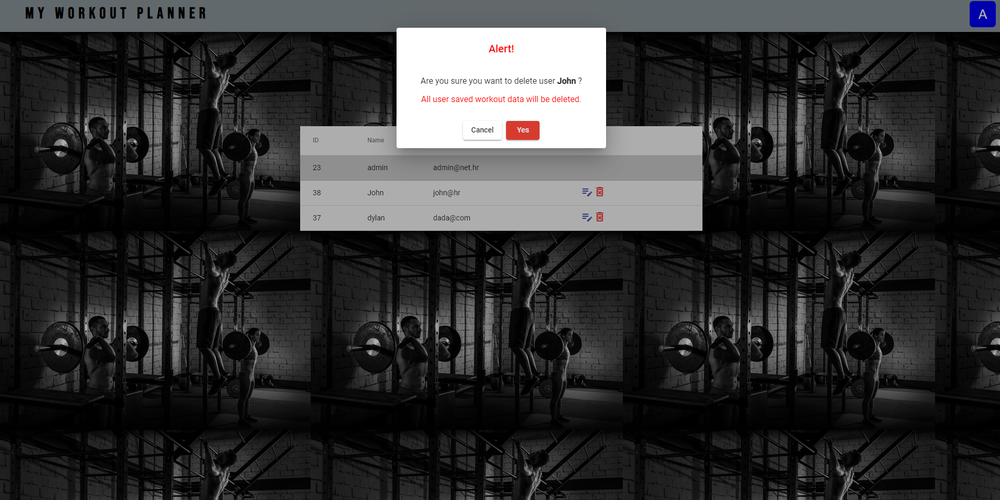 MY WORKOUT PLANNER
A
Alert!
Are you sure you want to delete user John ?
All user saved workout data will be deleted.
Cancel Yes
ID Name
23 admin admin@net.hr
38 John john@hr
37 dylan dada@com